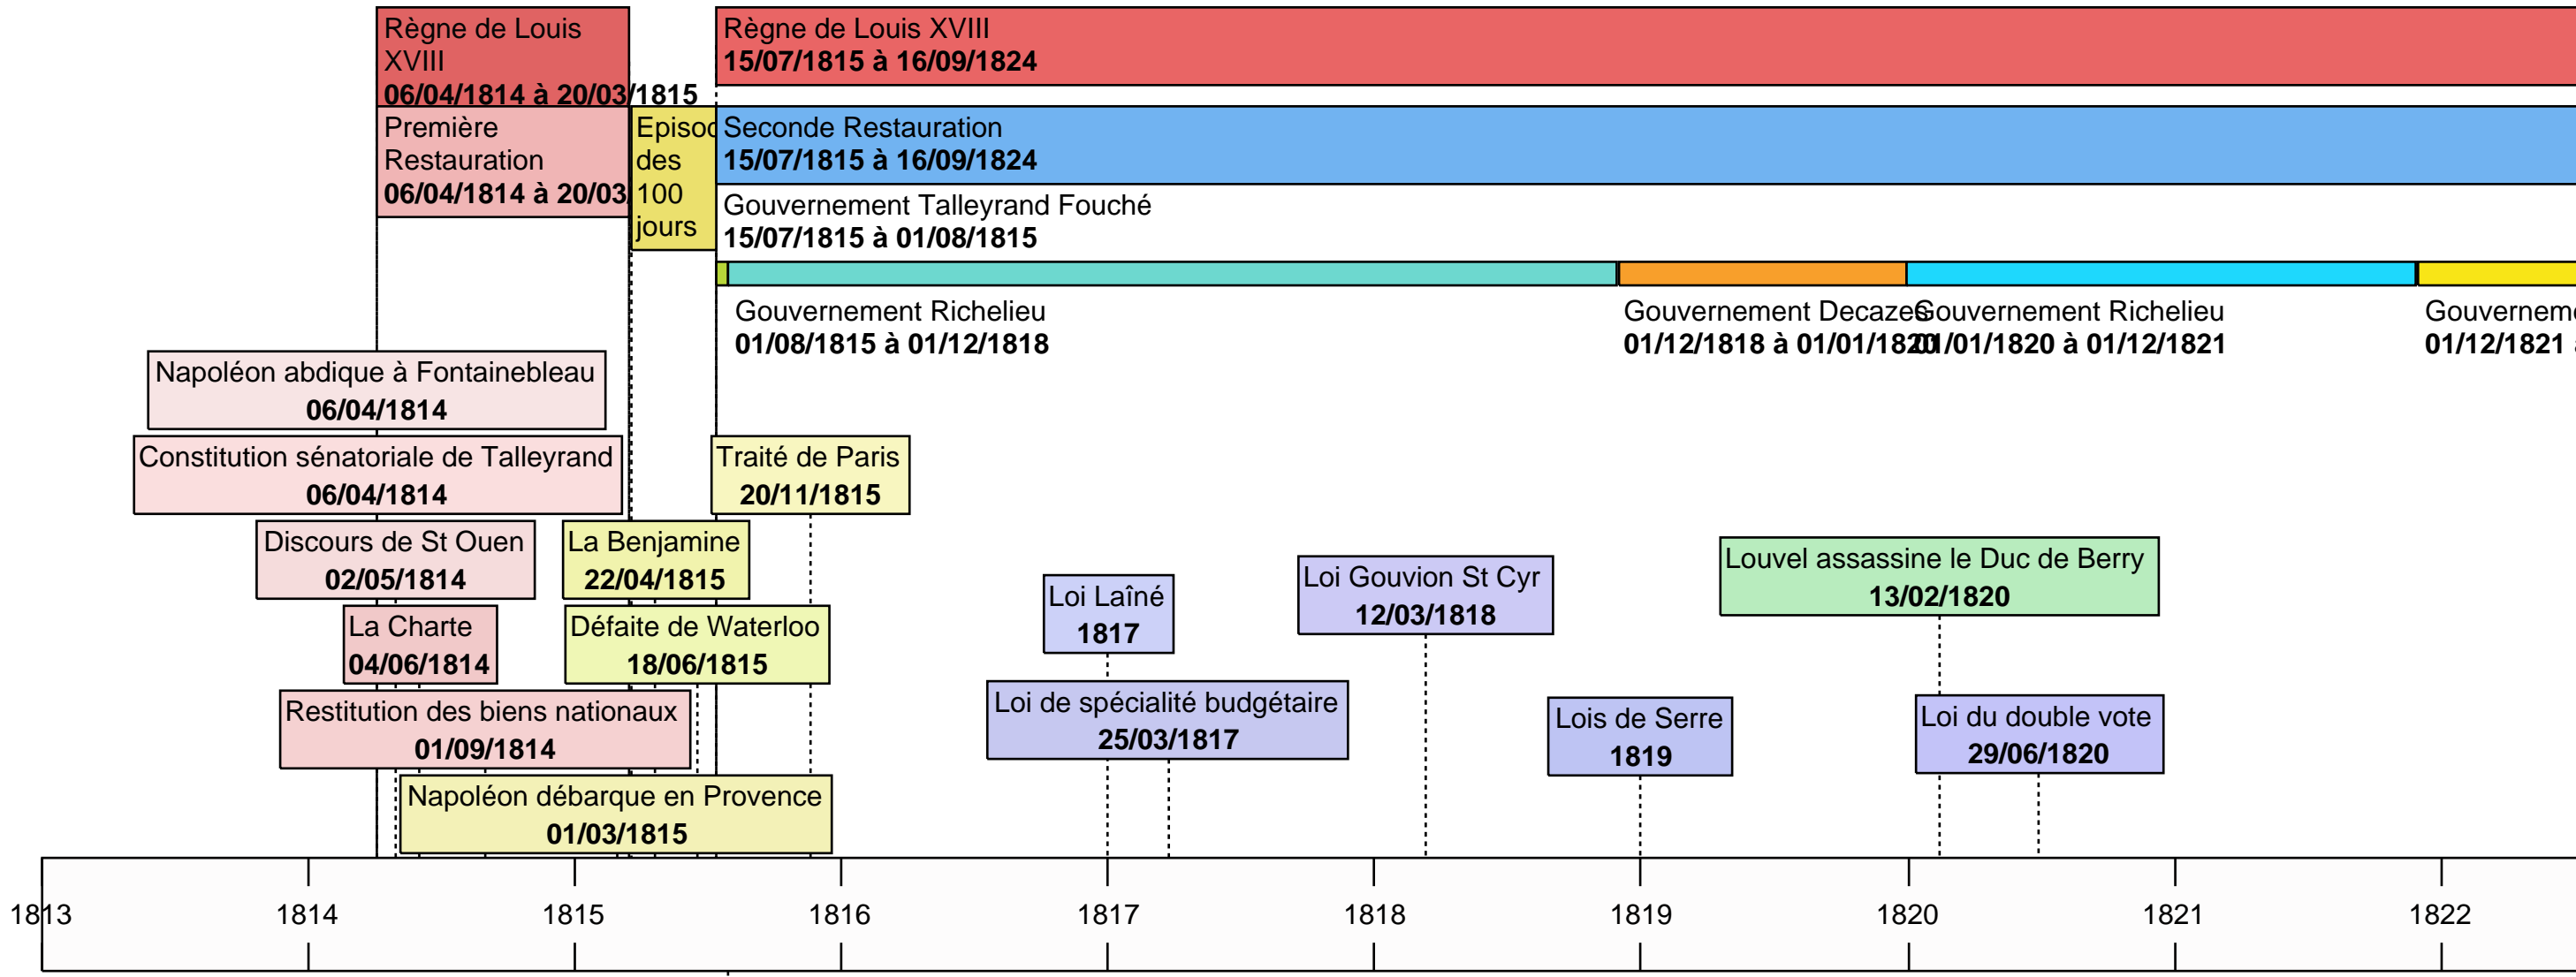 Règne de Louis
XVIII
06/04/1814 à 20/03/1815
Règne de Louis XVIII
15/07/1815 à 16/09/1824
Première
Restauration
06/04/1814 à 20/03
Episod
des
100
jours
Seconde Restauration
15/07/1815 à 16/09/1824
Gouvernement Talleyrand Fouché
15/07/1815 à 01/08/1815
Gouvernement Richelieu
01/08/1815 à 01/12/1818
Gouvernement Decazes
01/12/1818 à 01/01/1820
Gouvernement Richelieu
01/01/1820 à 01/12/1821
Gouverneme
01/12/1821
Napoléon abdique à Fontainebleau
06/04/1814
Constitution sénatoriale de Talleyrand
06/04/1814
Traité de Paris
20/11/1815
Discours de St Ouen
02/05/1814
La Benjamine
22/04/1815
Louvel assassine le Duc de Berry
13/02/1820
Loi Gouvion St Cyr
12/03/1818
Loi Laîné
1817
La Charte
04/06/1814
Défaite de Waterloo
18/06/1815
Restitution des biens nationaux
01/09/1814
Loi de spécialité budgétaire
25/03/1817
Lois de Serre
1819
Loi du double vote
29/06/1820
Napoléon débarque en Provence
01/03/1815
1813 1814 1815 1816 1817 1818 1819 1820 1821 1822